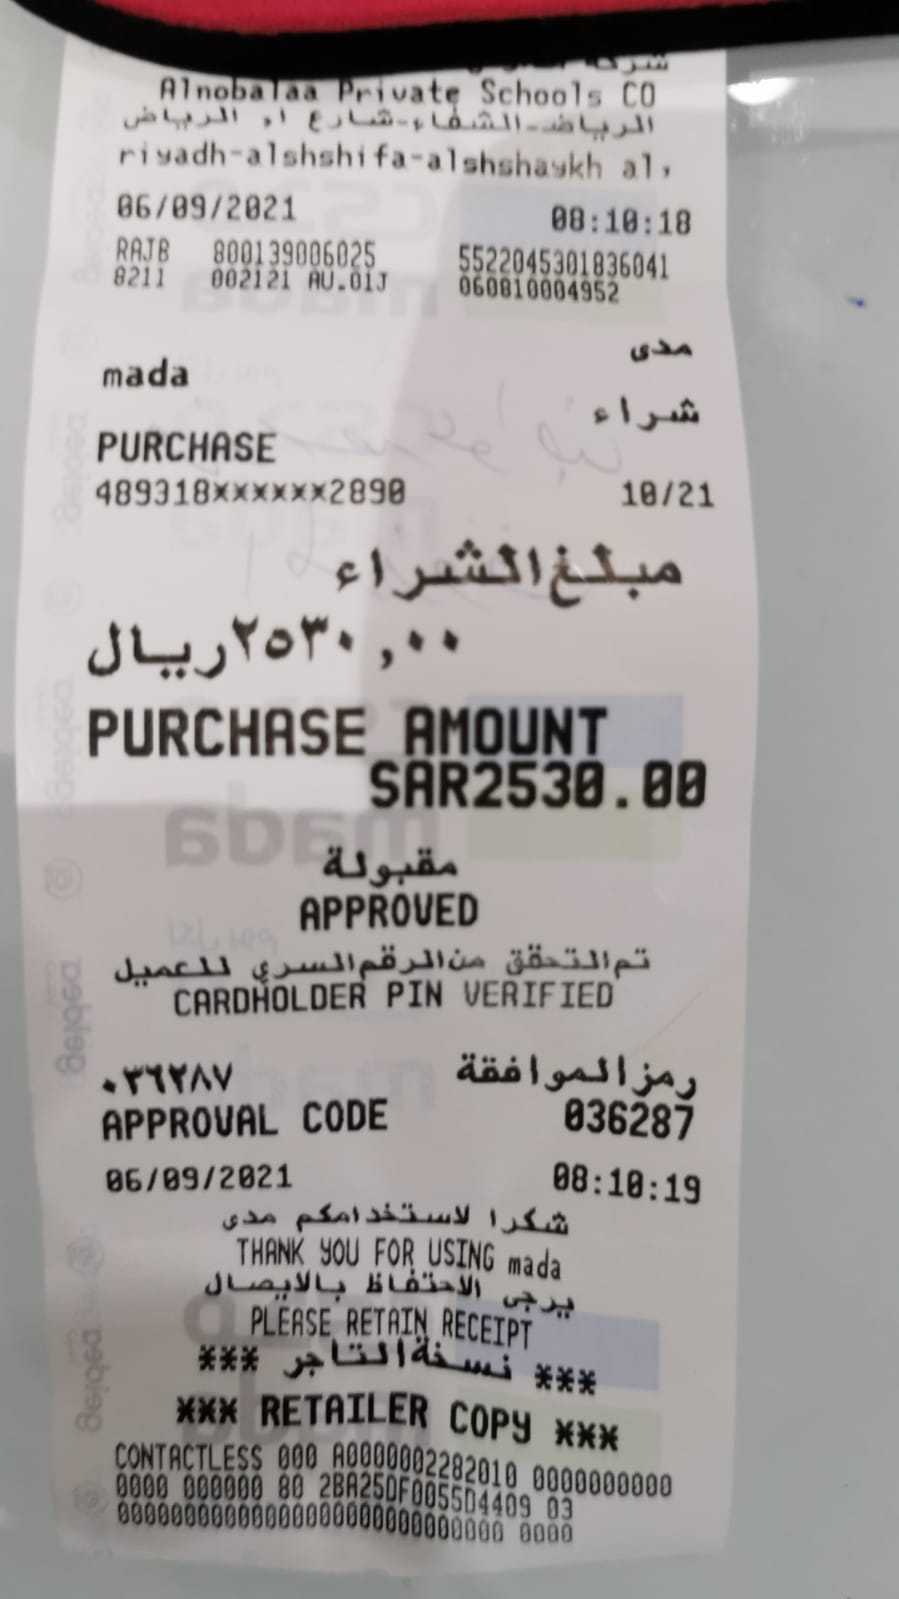 Alnobalaa Private Schools CO
الرياض-الشفاء-شارع ام الرياض
riyadh-alshshifa-alshshaykh al,
06/09/2021 08:10:18
RAJB 800139006025 5522045301836041
8211 002121 AU.01J 060810004952
مدى
mada
شراء
PURCHASE
489318××××××2890 10/21
مبلغ الشراء
٢٥٣٠,٠٠ ريال
PURCHASE AMOUNT
SAR2530.00
مقبولة
APPROVED
تم التحقق من الرقم السري للعميل
CARDHOLDER PIN VERIFIED
رمز الموافقة ٠٣٦٢٨٧
APPROVAL CODE 036287
06/09/2021 08:10:19
شكرا لاستخدامكم مدى
THANK YOU FOR USING mada
يرجى الاحتفاظ بالايصال
PLEASE RETAIN RECEIPT
*** نسخة التاجر ***
*** RETAILER COPY ***
CONTACTLESS 000 A0000002282010 0000000000
0000 000000 80 2BA25DF0055D4409 03